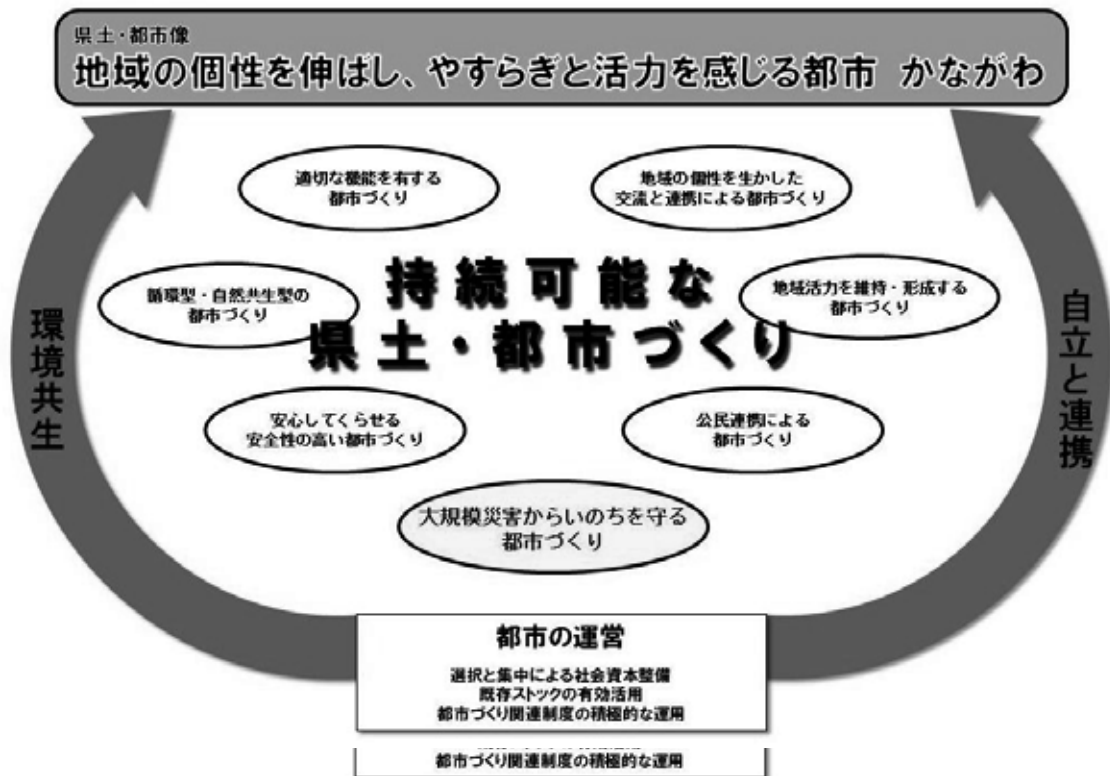 県土・都市像
地域の個性を伸ばし、やすらぎと活力を感じる都市 かながわ
適切な機能を有する
都市づくり
地域の個性を生かした
交流と連携による都市づくり
持続可能な
県土・都市づくり
循環型・自然共生型の
都市づくり
地域活力を維持・形成する
都市づくり
環境共生
自立と連携
安心してくらせる
安全性の高い都市づくり
公民連携による
都市づくり
大規模災害からいのちを守る
都市づくり
都市の運営
選択と集中による社会資本整備
既存ストックの有効活用
都市づくり関連制度の積極的な運用
都市づくり関連制度の積極的な運用